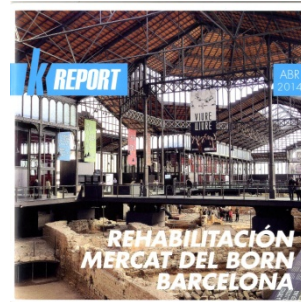 k REPORT
ABR
2014
VIURE
LLIURE
REHABILITACIÓN
MERCAT DEL BORN
BARCELONA